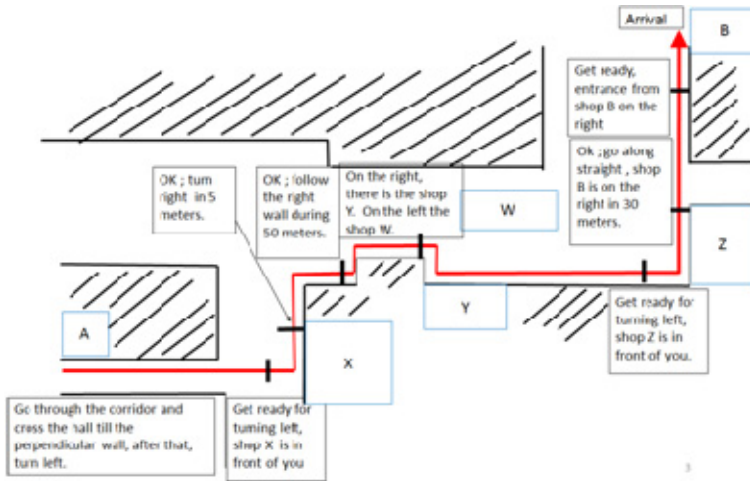 Arrival
B
Get ready,
entrance from
shop B on the
right
OK ; turn
right in 5
meters.
OK ; follow
the right
wall during
50 meters.
On the right,
there is the shop
Y. On the left the
shop W.
W
Ok ;go along
straight , shop
B is on the
right in 30
meters.
Z
A
X
Y
Get ready for
turning left,
shop Z is in
front of you.
Go through the corridor and
cross the hall till the
perpendicular wall, after that,
turn left.
Get ready for
turning left,
shop X is in
front of you
3